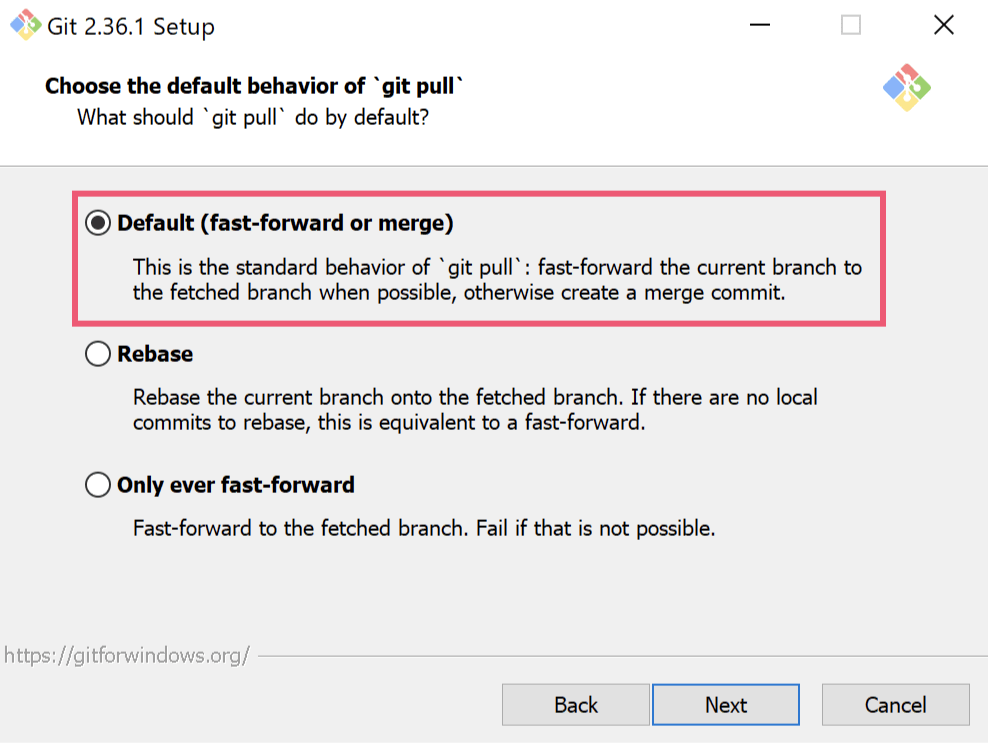 Git 2.36.1 Setup
Choose the default behavior of `git pull`
What should `git pull` do by default?
Default (fast-forward or merge)
This is the standard behavior of `git pull`: fast-forward the current branch to
the fetched branch when possible, otherwise create a merge commit.
Rebase
Rebase the current branch onto the fetched branch. If there are no local
commits to rebase, this is equivalent to a fast-forward.
Only ever fast-forward
Fast-forward to the fetched branch. Fail if that is not possible.
https://gitforwindows.org/
Back Next Cancel